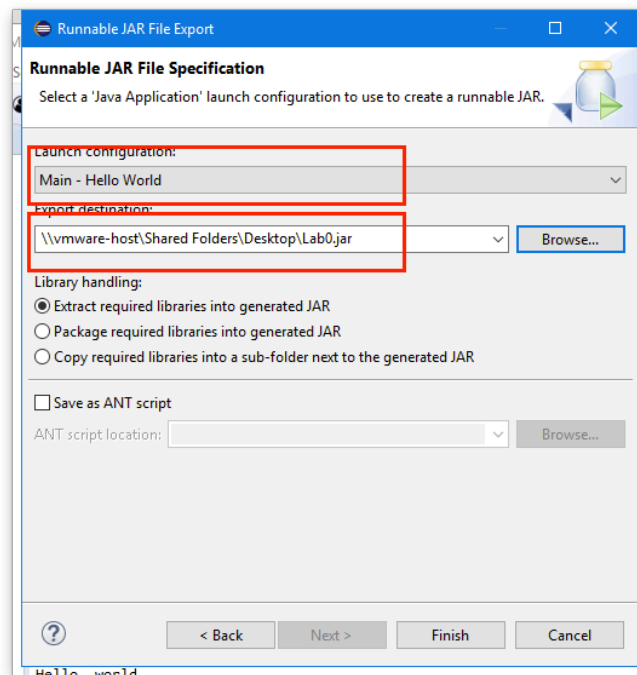 Runnable JAR File Export
Runnable JAR File Specification
Select a 'Java Application' launch configuration to use to create a runnable JAR.
Launch configuration:
Main - Hello World
Export destination:
\\vmware-host\Shared Folders\Desktop\Lab0.jar
Browse...
Library handling:
Extract required libraries into generated JAR
Package required libraries into generated JAR
Copy required libraries into a sub-folder next to the generated JAR
Save as ANT script
ANT script location:
Browse...
?
< Back
Next >
Finish
Cancel
Hello, world